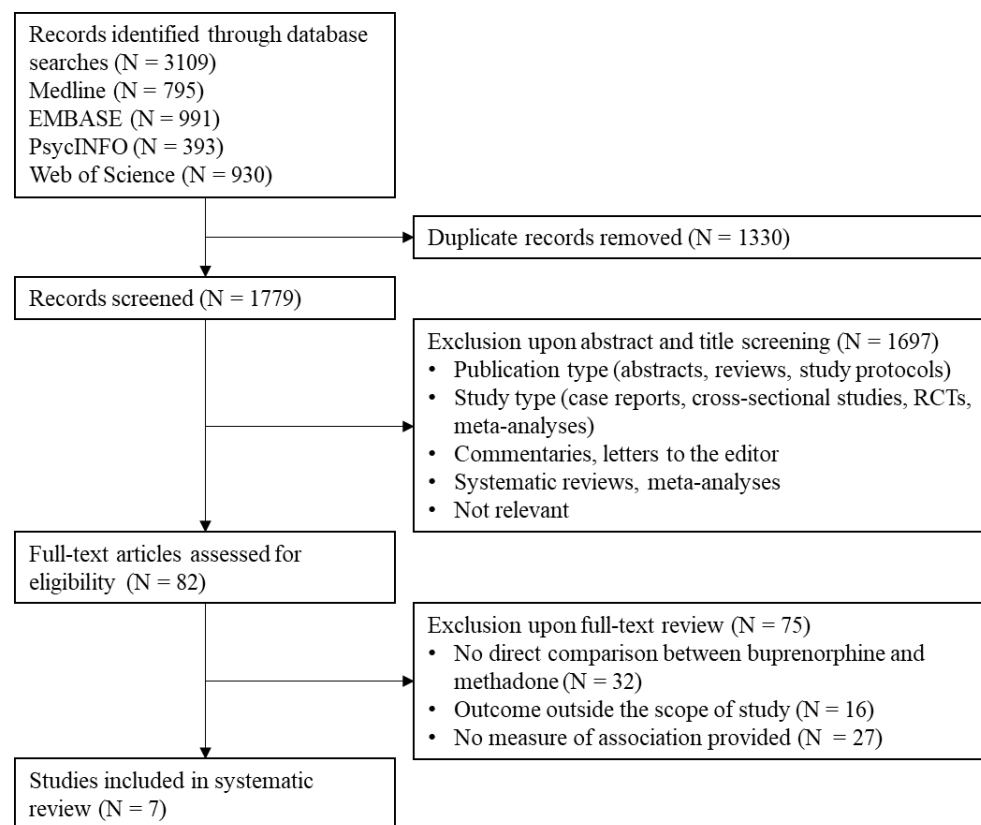 Records identified through database
searches (N = 3109)
Medline (N = 795)
EMBASE (N = 991)
PsycINFO (N = 393)
Web of Science (N = 930)
Duplicate records removed (N = 1330)
Records screened (N = 1779)
Exclusion upon abstract and title screening (N = 1697)
• Publication type (abstracts, reviews, study protocols)
• Study type (case reports, cross-sectional studies, RCTs,
meta-analyses)
• Commentaries, letters to the editor
• Systematic reviews, meta-analyses
• Not relevant
Full-text articles assessed for
eligibility (N = 82)
Exclusion upon full-text review (N = 75)
• No direct comparison between buprenorphine and
methadone (N = 32)
• Outcome outside the scope of study (N = 16)
• No measure of association provided (N = 27)
Studies included in systematic
review (N = 7)